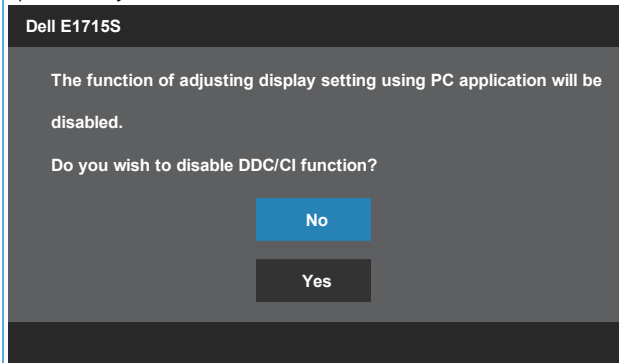 Dell E1715S
The function of adjusting display setting using PC application will be
disabled.
Do you wish to disable DDC/CI function?
No
Yes